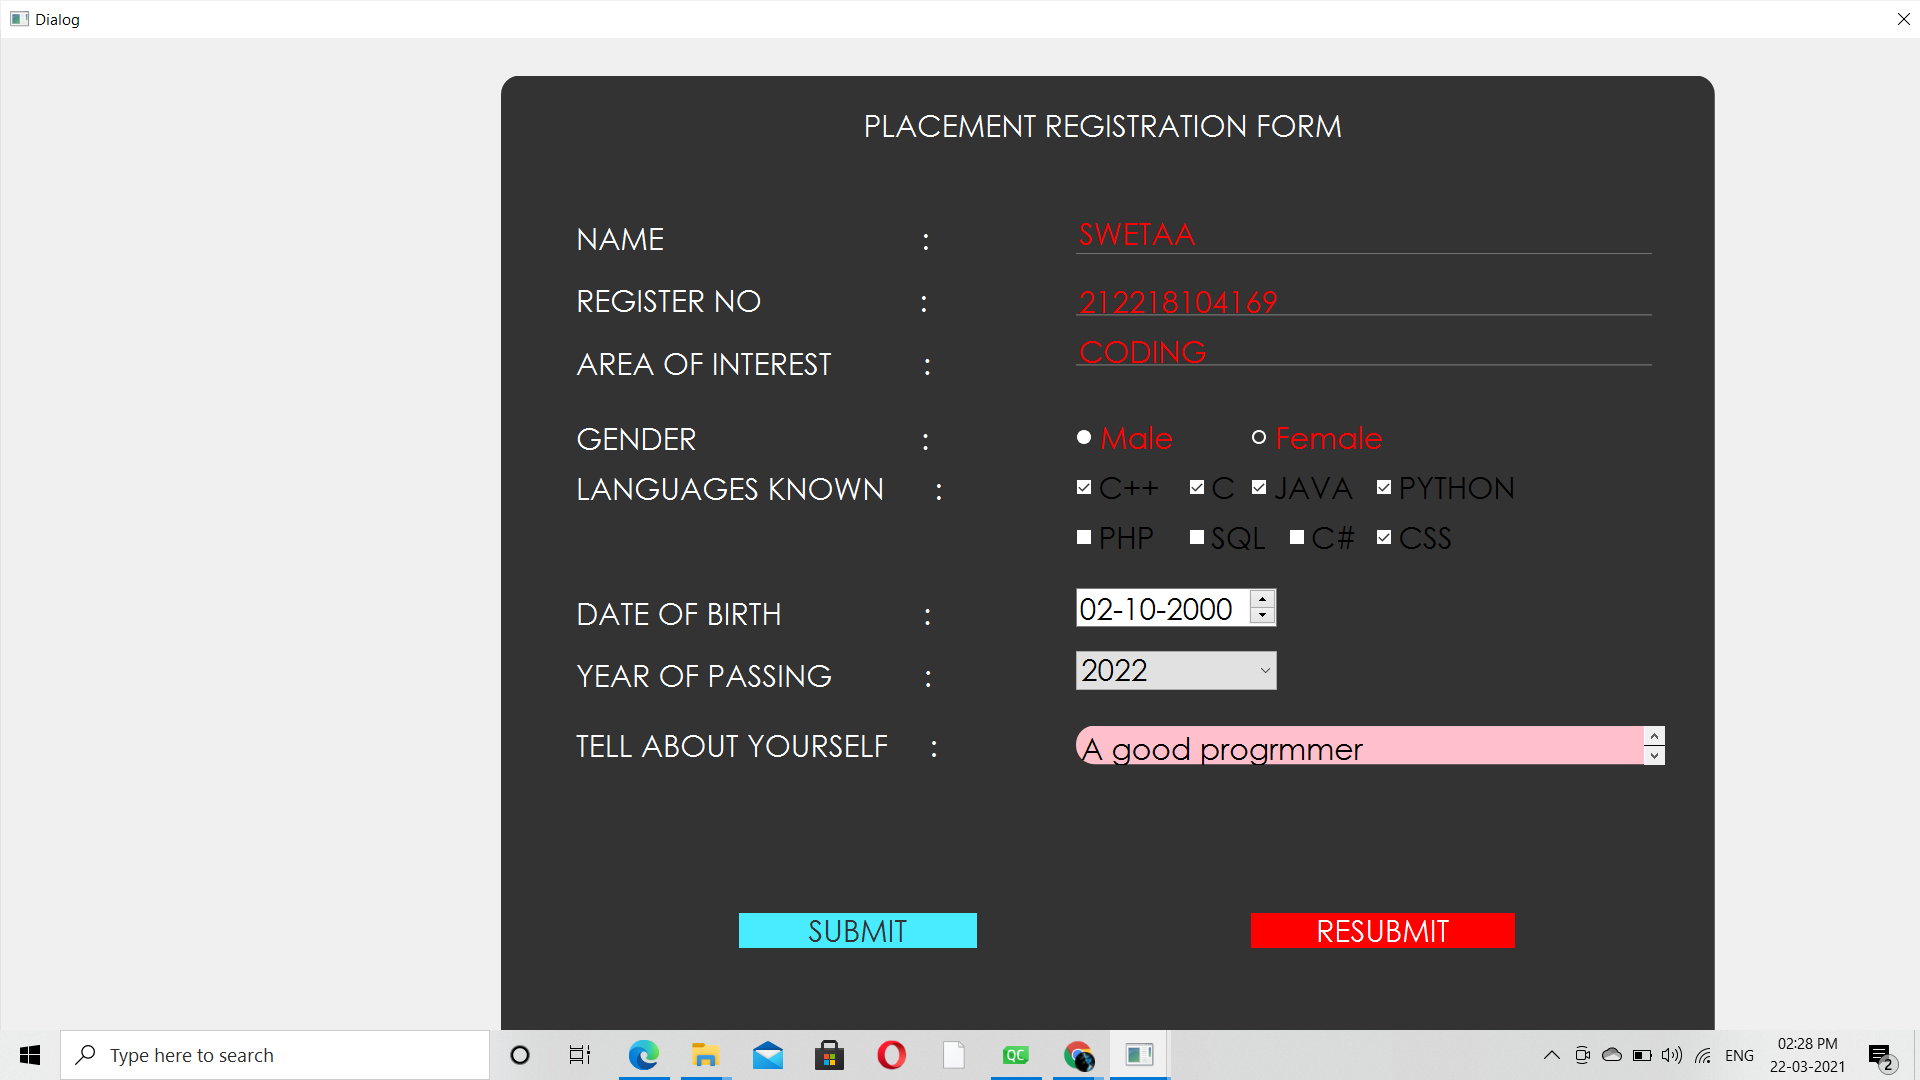 Dialog
PLACEMENT REGISTRATION FORM
NAME : SWETAA
REGISTER NO : 212218104169
AREA OF INTEREST : CODING
GENDER : Male Female
LANGUAGES KNOWN : C++ C JAVA PYTHON
PHP SQL C# CSS
DATE OF BIRTH : 02-10-2000
YEAR OF PASSING : 2022
TELL ABOUT YOURSELF : A good progrmmer
SUBMIT RESUBMIT
Type here to search QC ENG 02:28 PM
22-03-2021 2